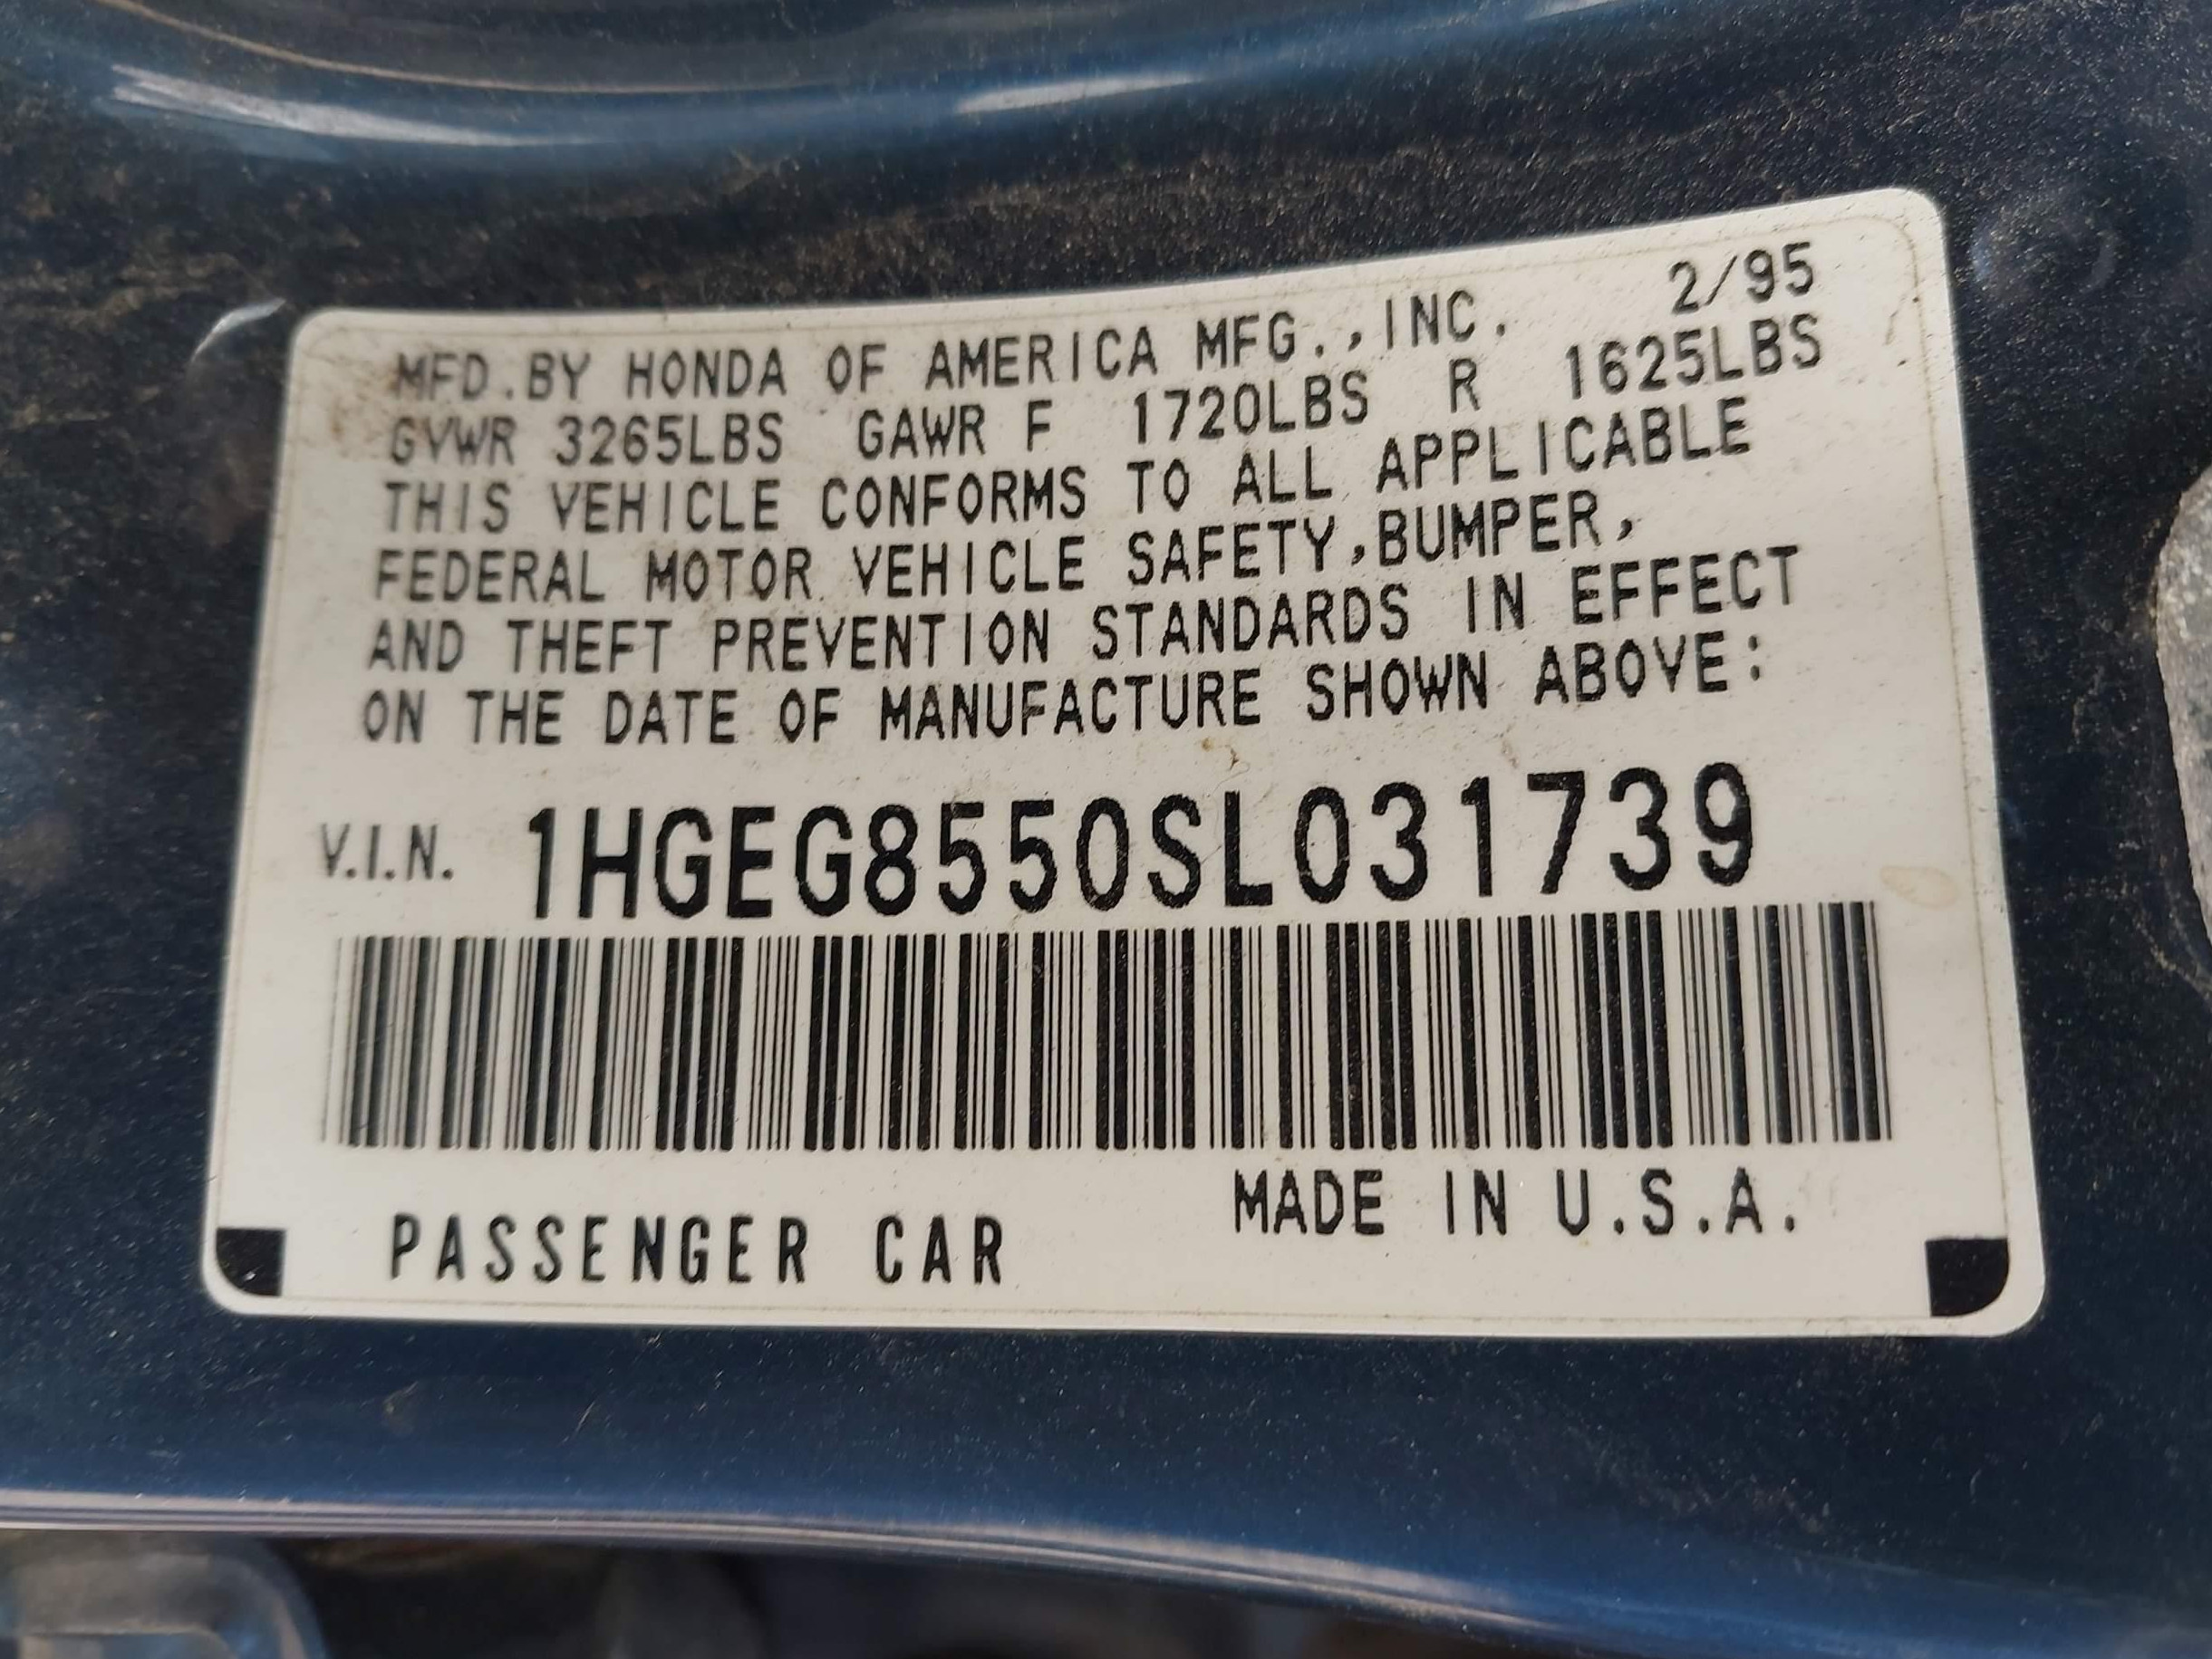 MFD.BY HONDA OF AMERICA MFG.,INC. 2/95
GVWR 3265LBS GAWR F 1720LBS R 1625LBS
THIS VEHICLE CONFORMS TO ALL APPLICABLE
FEDERAL MOTOR VEHICLE SAFETY,BUMPER,
AND THEFT PREVENTION STANDARDS IN EFFECT
ON THE DATE OF MANUFACTURE SHOWN ABOVE:
V.I.N. 1HGEG8550SL031739
PASSENGER CAR MADE IN U.S.A.